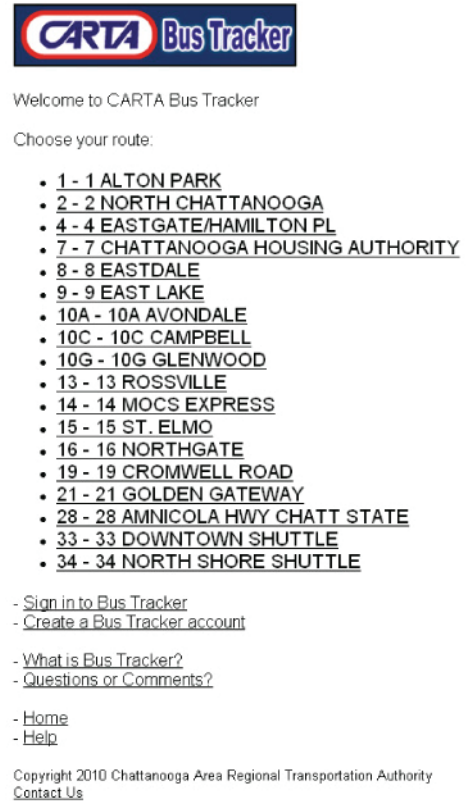 CARTA Bus Tracker
Welcome to CARTA Bus Tracker
Choose your route:
• 1 - 1 ALTON PARK
• 2 - 2 NORTH CHATTANOOGA
• 4 - 4 EASTGATE/HAMILTON PL
• 7 - 7 CHATTANOOGA HOUSING AUTHORITY
• 8 - 8 EASTDALE
• 9 - 9 EAST LAKE
• 10A - 10A AVONDALE
• 10C - 10C CAMPBELL
• 10G - 10G GLENWOOD
• 13 - 13 ROSSVILLE
• 14 - 14 MOCS EXPRESS
• 15 - 15 ST. ELMO
• 16 - 16 NORTHGATE
• 19 - 19 CROMWELL ROAD
• 21 - 21 GOLDEN GATEWAY
• 28 - 28 AMNICOLA HWY CHATT STATE
• 33 - 33 DOWNTOWN SHUTTLE
• 34 - 34 NORTH SHORE SHUTTLE
- Sign in to Bus Tracker
- Create a Bus Tracker account
- What is Bus Tracker?
- Questions or Comments?
- Home
- Help
Copyright 2010 Chattanooga Area Regional Transportation Authority
Contact Us